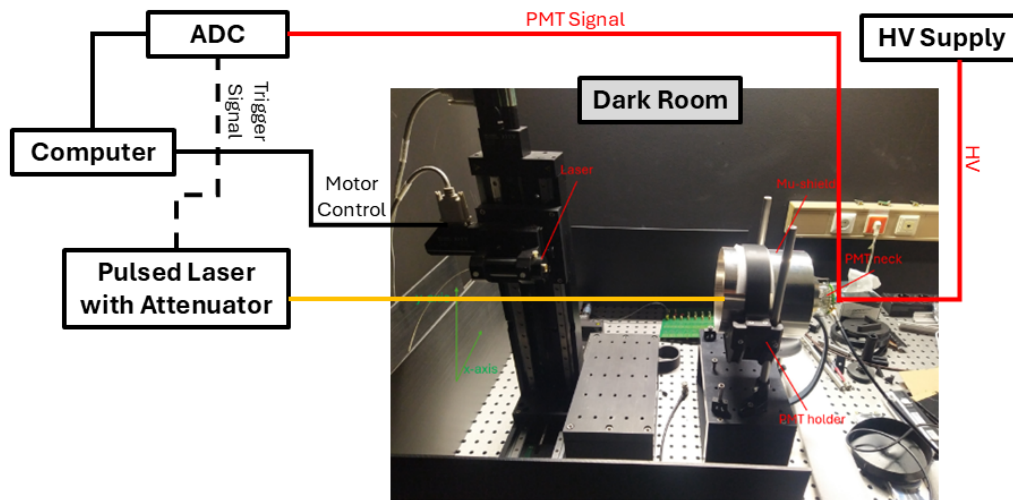 PMT Signal
ADC
HV Supply
Trigger
Signal
Dark Room
Computer
HV
Laser
Mu-shield
Motor
Control
PMT neck
Pulsed Laser
with Attenuator
x-axis
PMT holder